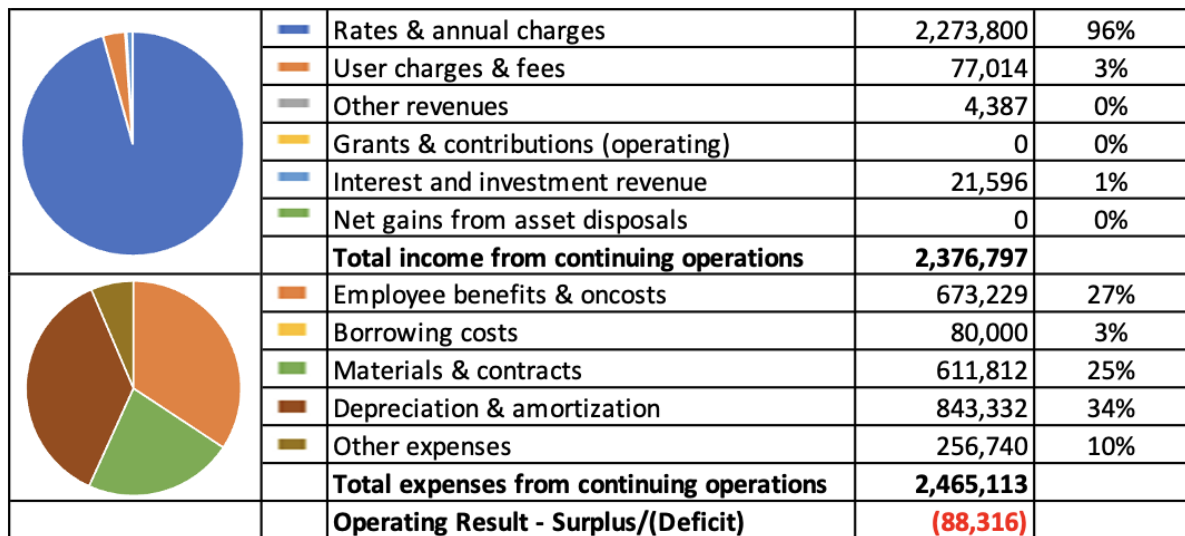 Rates & annual charges 2,273,800 96%
User charges & fees 77,014 3%
Other revenues 4,387 0%
Grants & contributions (operating) 0 0%
Interest and investment revenue 21,596 1%
Net gains from asset disposals 0 0%
Total income from continuing operations 2,376,797
Employee benefits & oncosts 673,229 27%
Borrowing costs 80,000 3%
Materials & contracts 611,812 25%
Depreciation & amortization 843,332 34%
Other expenses 256,740 10%
Total expenses from continuing operations 2,465,113
Operating Result - Surplus/(Deficit) (88,316)